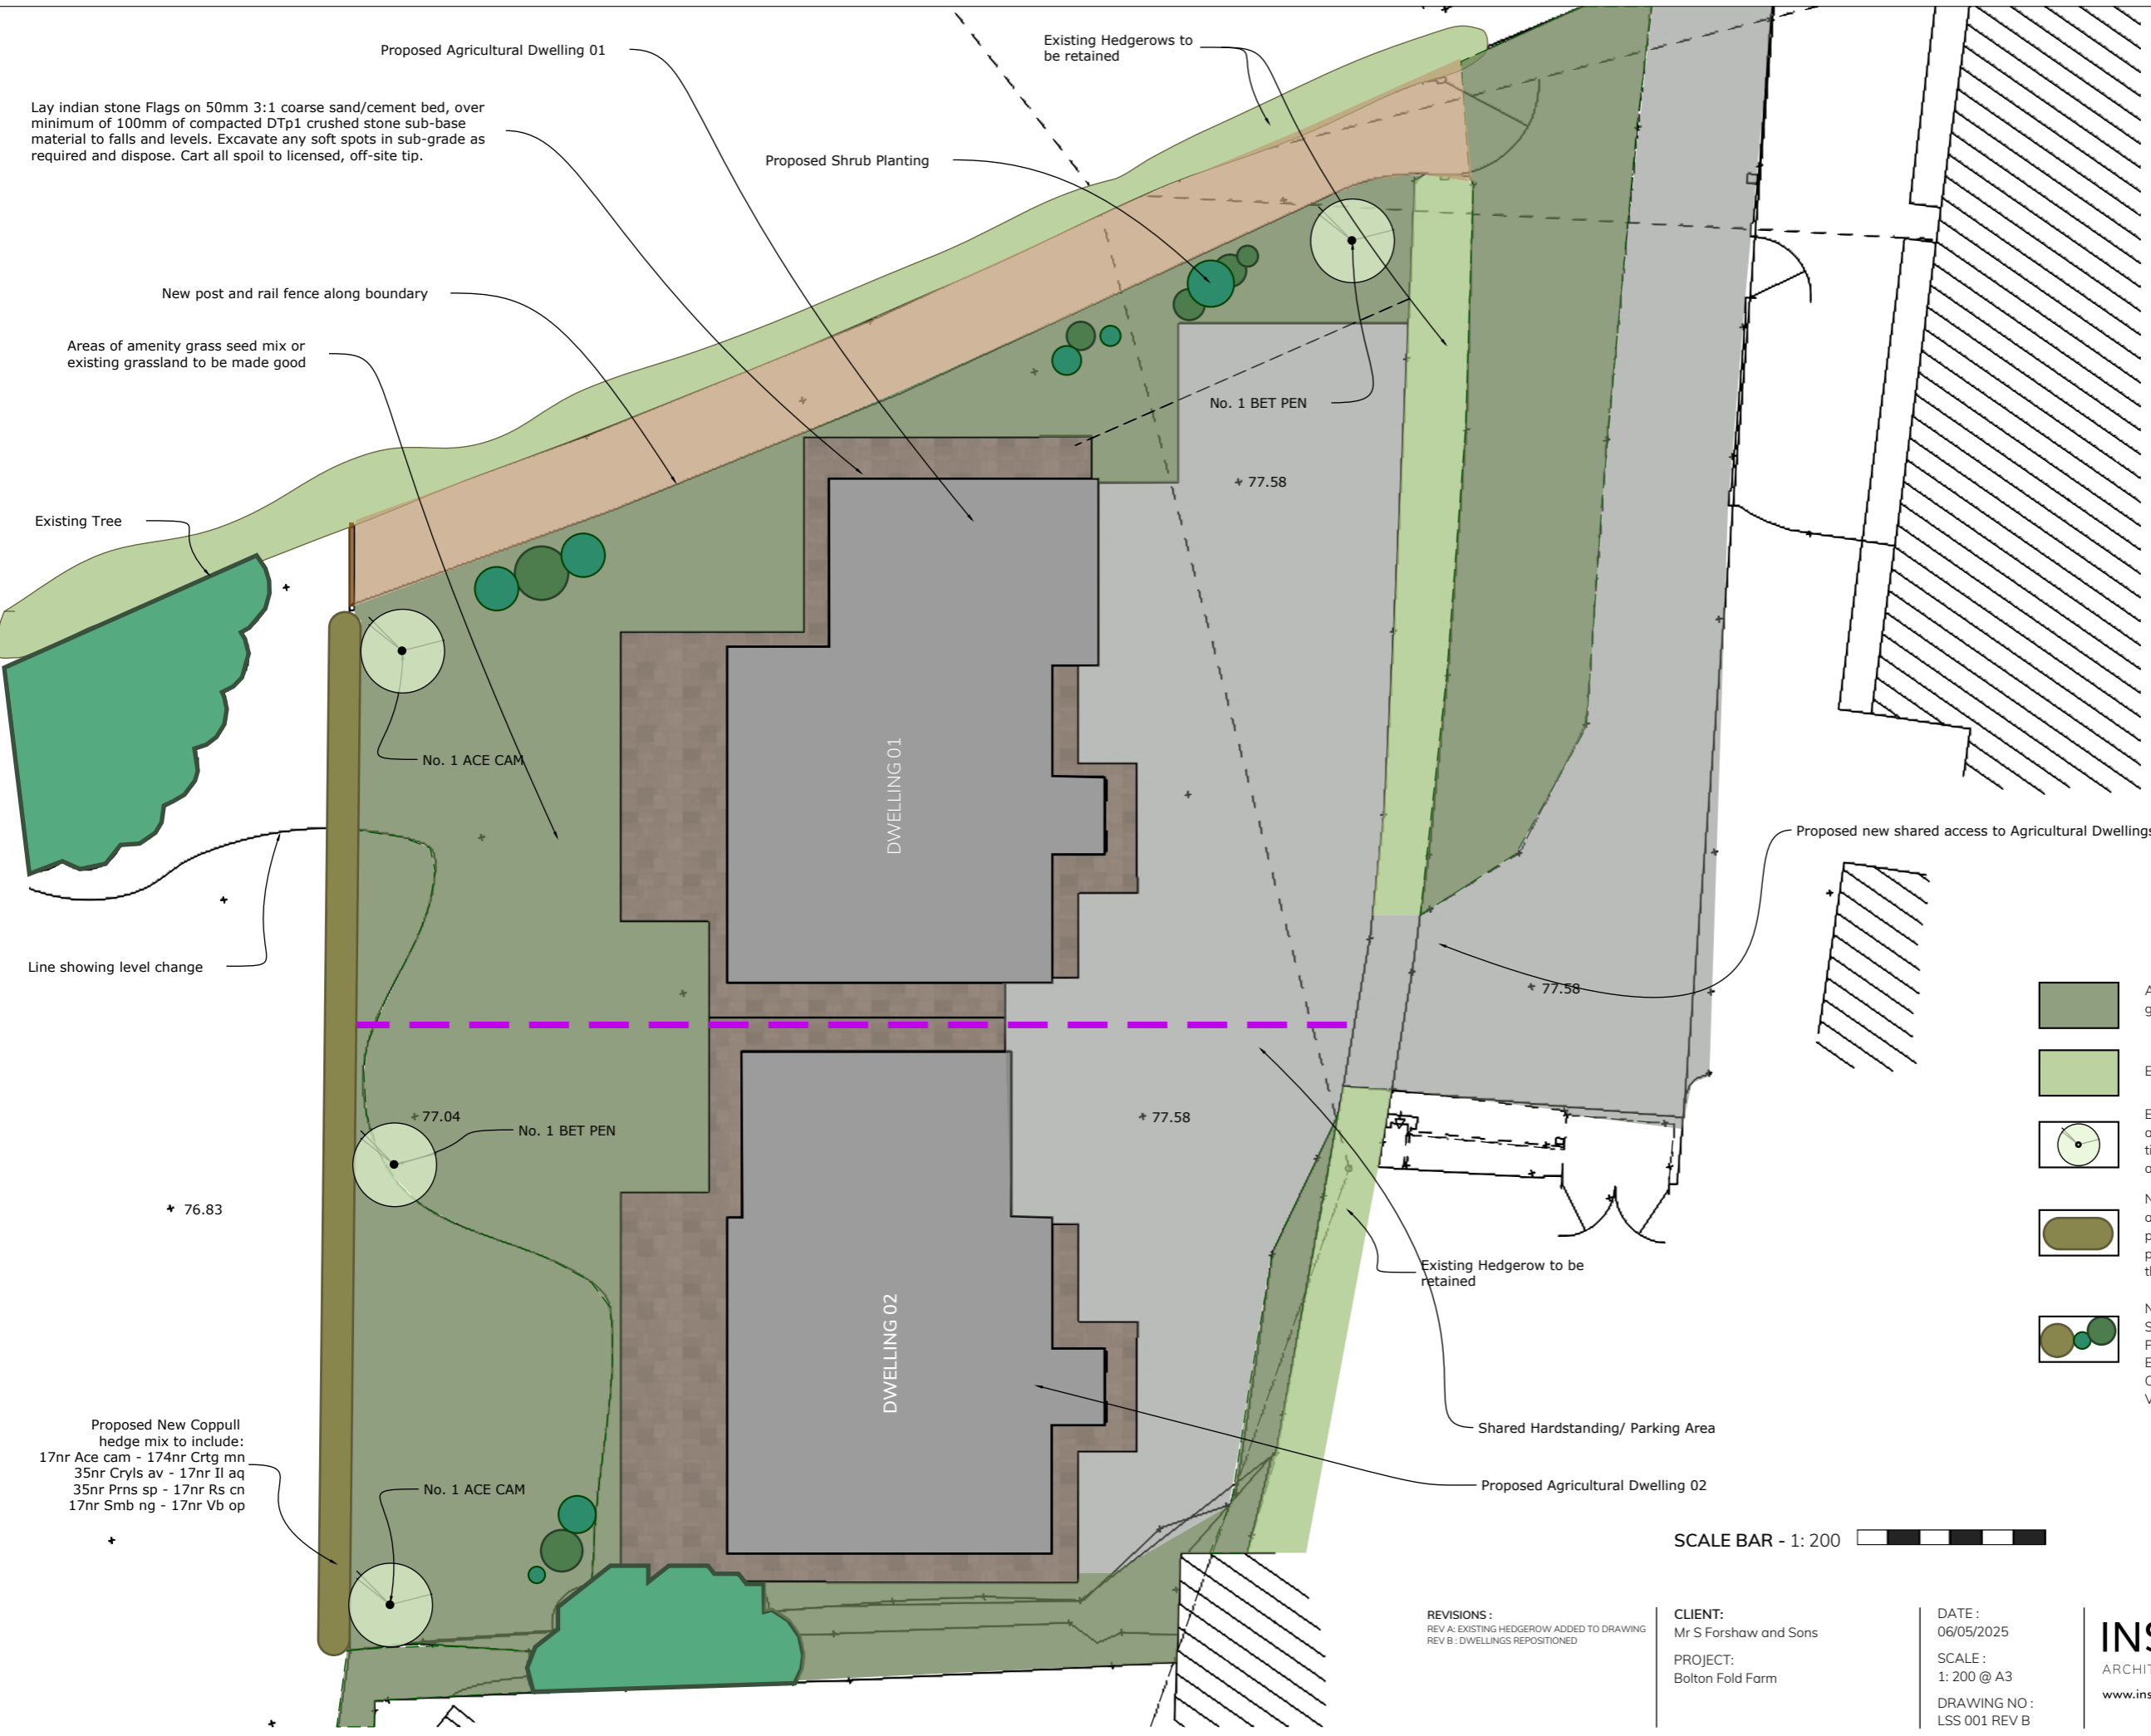 Proposed Agricultural Dwelling 01
Existing Hedgerows to
be retained
Lay indian stone Flags on 50mm 3:1 coarse sand/cement bed, over
minimum of 100mm of compacted DTp1 crushed stone sub-base
material to falls and levels. Excavate any soft spots in sub-grade as
required and dispose. Cart all spoil to licensed, off-site tip.
Proposed Shrub Planting
New post and rail fence along boundary
Areas of amenity grass seed mix or
existing grassland to be made good
No. 1 BET PEN
77.58
Existing Tree
No. 1 ACE CAM
DWELLING 01
Proposed new shared access to Agricultural Dwellings
Line showing level change
77.58
77.04
No. 1 BET PEN
77.58
76.83
Existing Hedgerow to be
retained
DWELLING 02
Proposed New Coppull
hedge mix to include:
17nr Ace cam - 174nr Crtg mn
35nr Cryls av - 17nr Il aq
35nr Prns sp - 17nr Rs cn
17nr Smb ng - 17nr Vb op
No. 1 ACE CAM
Shared Hardstanding/ Parking Area
Proposed Agricultural Dwelling 02
SCALE BAR - 1: 200
REVISIONS :
REV A: EXISTING HEDGEROW ADDED TO DRAWING
REV B : DWELLINGS REPOSITIONED
CLIENT:
Mr S Forshaw and Sons
PROJECT:
Bolton Fold Farm
DATE :
06/05/2025
SCALE :
1: 200 @ A3
DRAWING NO :
LSS 001 REV B
INS
ARCHIT
www.ins